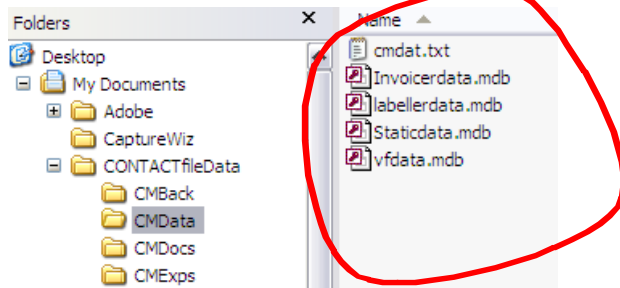 Folders
Desktop
My Documents
Adobe
CaptureWiz
CONTACTfileData
CMBack
CMData
CMDocs
CMExps
Name
cmdat.txt
Invoicerdata.mdb
labellerdata.mdb
Staticdata.mdb
vfdata.mdb